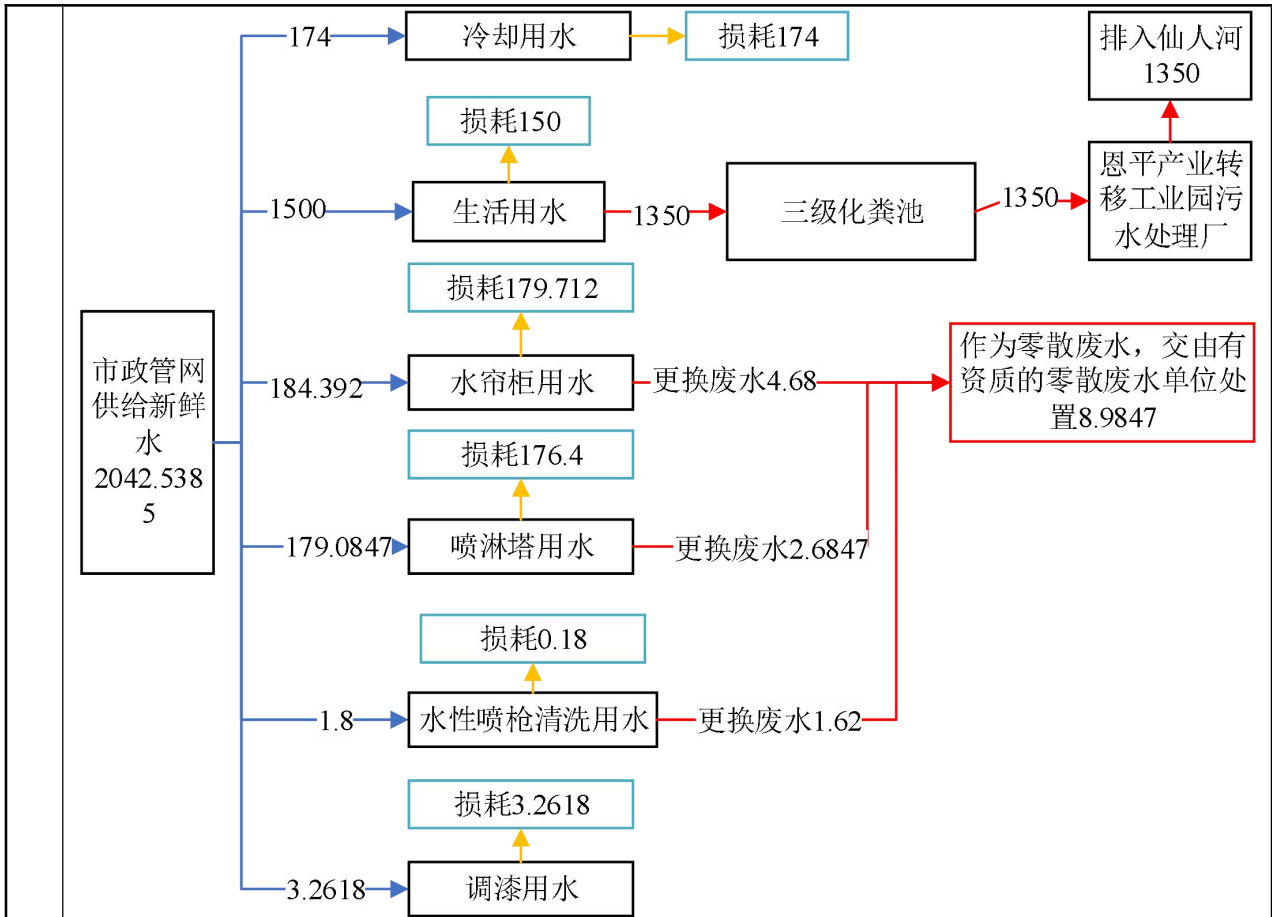 174
冷却用水
损耗174
排入仙人河
1350
损耗150
1500
生活用水
1350
三级化粪池
1350
恩平产业转
移工业园污
水处理厂
损耗179.712
市政管网
供给新鲜
水
2042.538
5
184.392
水帘柜用水
更换废水4.68
作为零散废水，交由有
资质的零散废水单位处
置8.9847
损耗176.4
179.0847
喷淋塔用水
更换废水2.6847
损耗0.18
1.8
水性喷枪清洗用水
更换废水1.62
损耗3.2618
3.2618
调漆用水